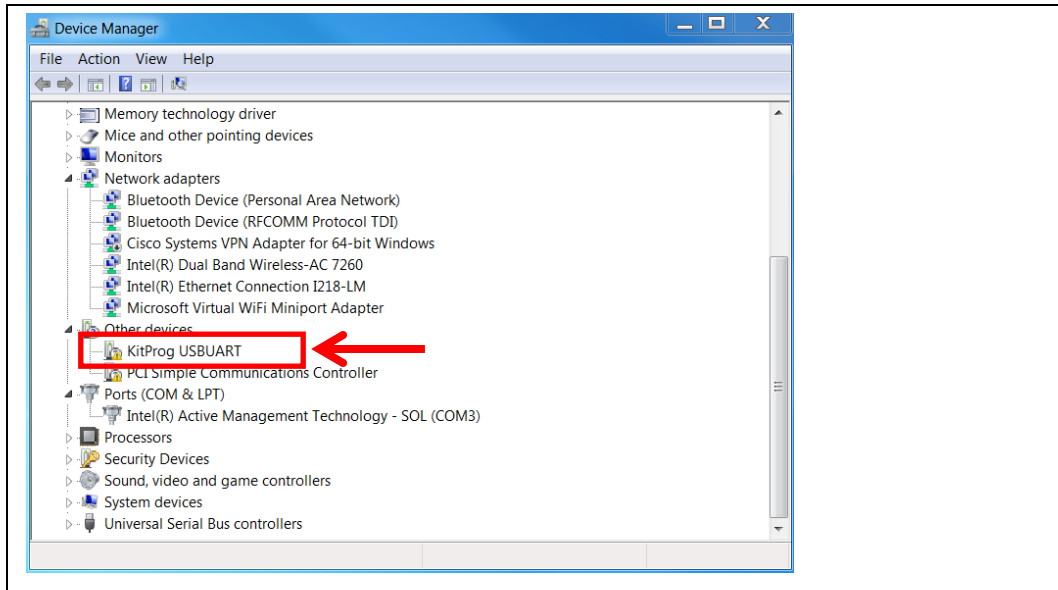 Device Manager
File Action View Help
Memory technology driver
Mice and other pointing devices
Monitors
Network adapters
Bluetooth Device (Personal Area Network)
Bluetooth Device (RFCOMM Protocol TDI)
Cisco Systems VPN Adapter for 64-bit Windows
Intel(R) Dual Band Wireless-AC 7260
Intel(R) Ethernet Connection I218-LM
Microsoft Virtual WiFi Miniport Adapter
Other devices
KitProg USBUART
PCI Simple Communications Controller
Ports (COM & LPT)
Intel(R) Active Management Technology - SOL (COM3)
Processors
Security Devices
Sound, video and game controllers
System devices
Universal Serial Bus controllers